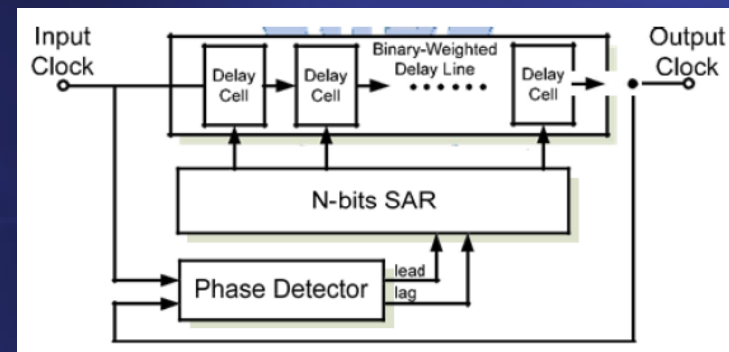 Input
Clock
Output
Clock
Binary-Weighted
Delay Line
Delay
Cell
Delay
Cell
Delay
Cell
N-bits SAR
Phase Detector
lead
lag